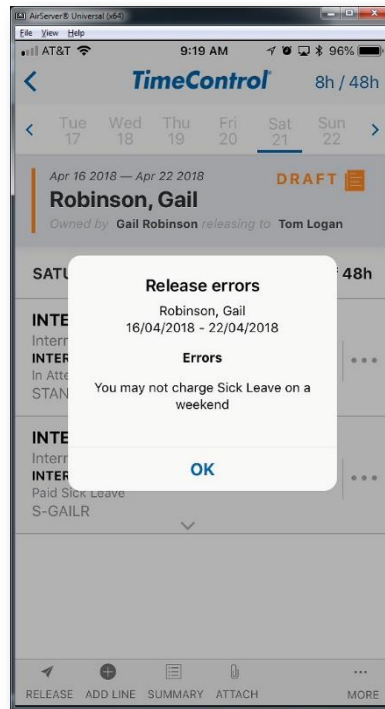 AirServer® Universal (x64)
File View Help
AT&T 9:19 AM 96%
TimeControl 8h / 48h
Tue Wed Thu Fri Sat Sun
17 18 19 20 21 22
Apr 16 2018 — Apr 22 2018 DRAFT
Robinson, Gail
Owned by Gail Robinson releasing to Tom Logan
SATU 48h
Release errors
Robinson, Gail
16/04/2018 - 22/04/2018
Errors
You may not charge Sick Leave on a
weekend
OK
INTE
Intern
INTER
In Atte
STAN
INTE
Intern
INTER
Paid Sick Leave
S-GAILR
RELEASE ADD LINE SUMMARY ATTACH MORE